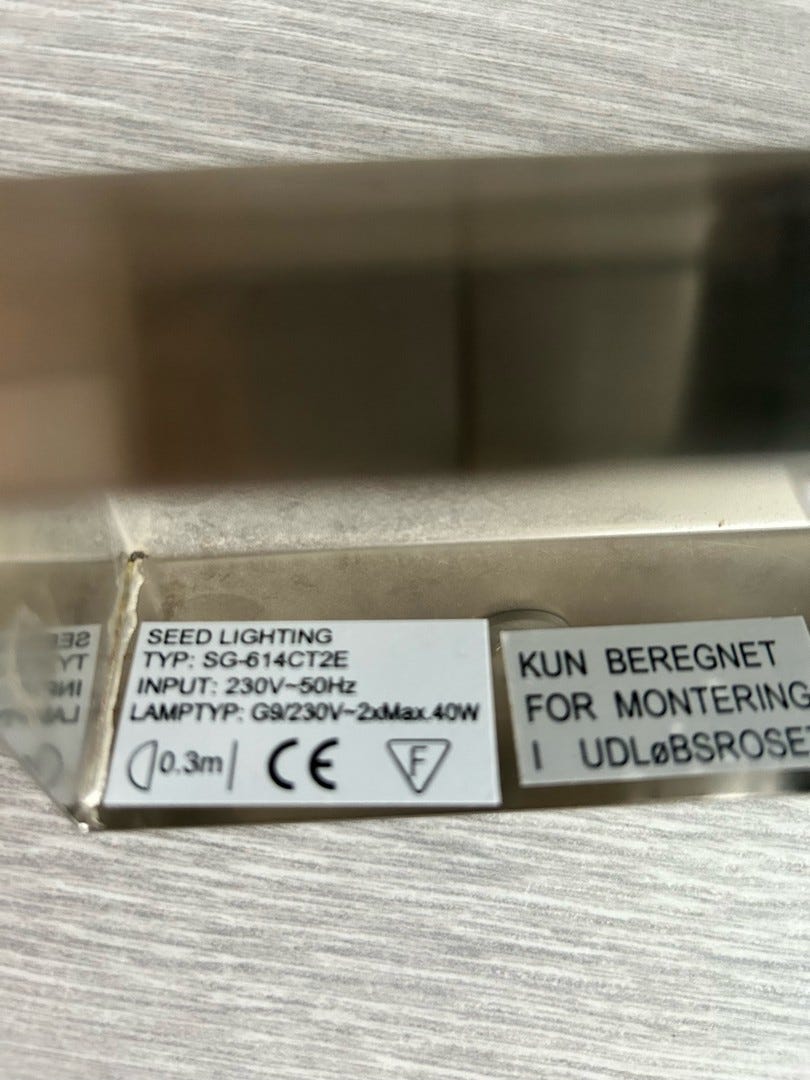 SEED LIGHTING
TYP: SG-614CT2E
INPUT: 230V~50Hz
LAMPTYP: G9/230V~2xMax.40W
0.3m CE F
KUN BEREGNET
FOR MONTERING
I UDLøBSROSET